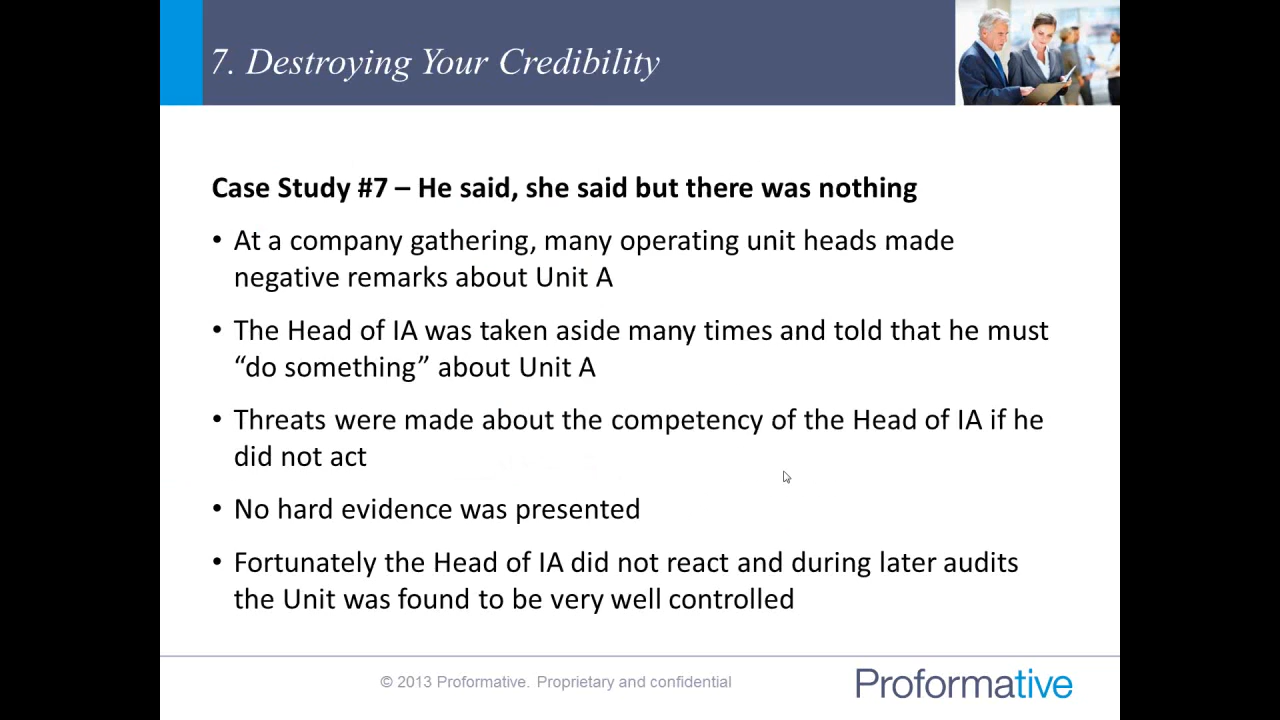 7. Destroying Your Credibility
Case Study #7 – He said, she said but there was nothing
• At a company gathering, many operating unit heads made
negative remarks about Unit A
• The Head of IA was taken aside many times and told that he must
“do something” about Unit A
• Threats were made about the competency of the Head of IA if he
did not act
• No hard evidence was presented
• Fortunately the Head of IA did not react and during later audits
the Unit was found to be very well controlled
© 2013 Proformative. Proprietary and confidential
Proformative